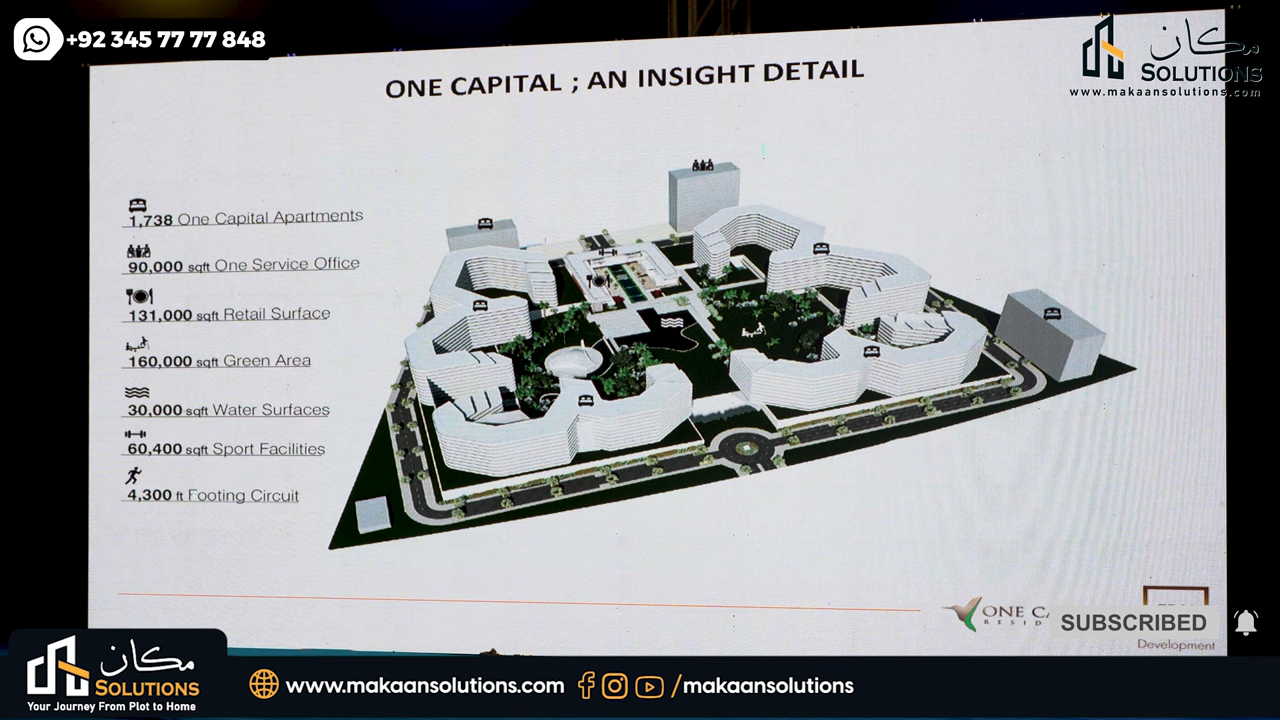 +92 345 77 77 848
مكان
SOLUTIONS
www.makaansolutions.com
ONE CAPITAL ; AN INSIGHT DETAIL
1,738 One Capital Apartments
90,000 sqft One Service Office
131,000 sqft Retail Surface
160,000 sqft Green Area
30,000 sqft Water Surfaces
60,400 sqft Sport Facilities
4,300 ft Footing Circuit
ONE
SUBSCRIBED
Development
مكان
SOLUTIONS
Your Journey From Plot to Home
www.makaansolutions.com
/makaansolutions